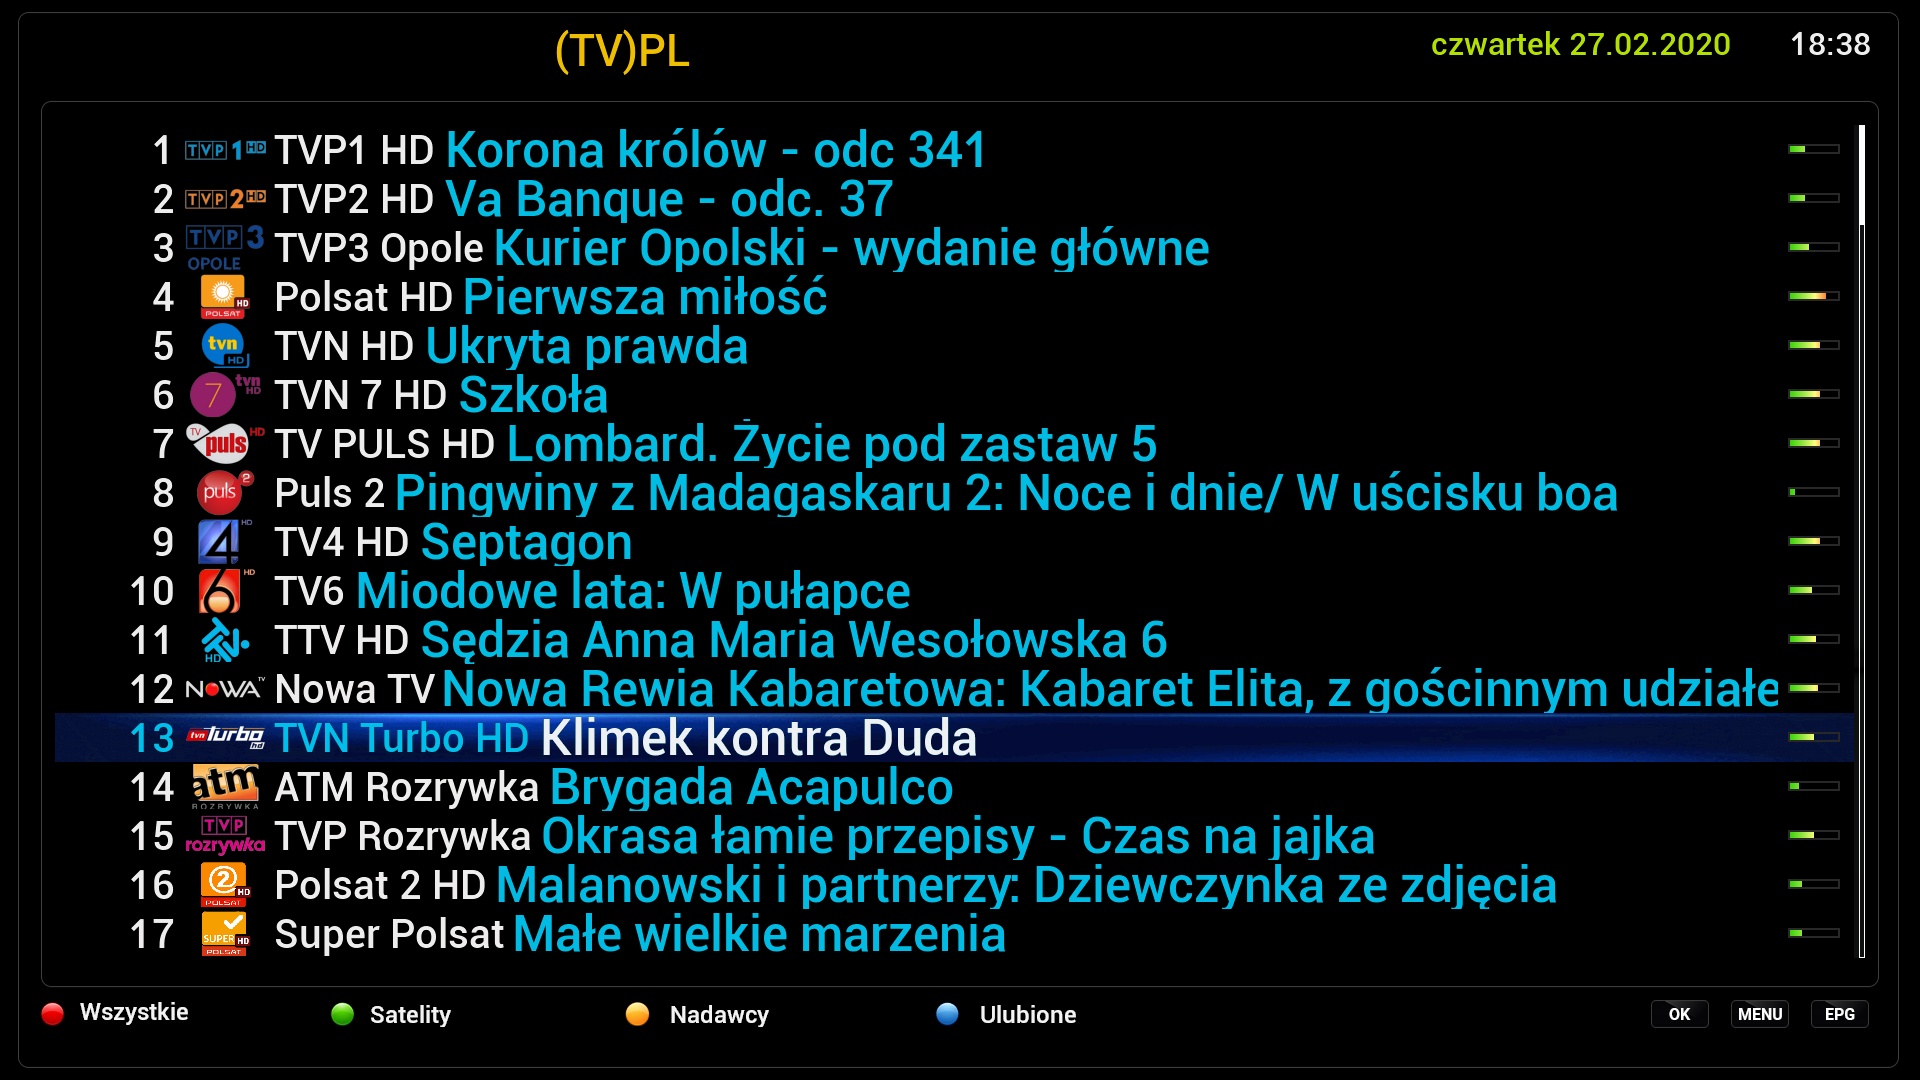 (TV)PL czwartek 27.02.2020 18:38
1 TVP 1 HD TVP1 HD Korona królów - odc 341
2 TVP 2 HD TVP2 HD Va Banque - odc. 37
3 TVP 3 OPOLE TVP3 Opole Kurier Opolski - wydanie główne
4 POLSAT HD Polsat HD Pierwsza miłość
5 tvn HD TVN HD Ukryta prawda
6 7 tvn HD TVN 7 HD Szkoła
7 TV puls HD TV PULS HD Lombard. Życie pod zastaw 5
8 puls 2 Puls 2 Pingwiny z Madagaskaru 2: Noce i dnie/ W uścisku boa
9 4 HD TV4 HD Septagon
10 6 HD TV6 Miodowe lata: W pułapce
11 HD TTV HD Sędzia Anna Maria Wesołowska 6
12 NOWA TV Nowa TV Nowa Rewia Kabaretowa: Kabaret Elita, z gościnnym udziałe
13 tvn turbo hd TVN Turbo HD Klimek kontra Duda
14 atm ROZRYWKA ATM Rozrywka Brygada Acapulco
15 TVP rozrywka TVP Rozrywka Okrasa łamie przepisy - Czas na jajka
16 2 HD POLSAT Polsat 2 HD Malanowski i partnerzy: Dziewczynka ze zdjęcia
17 SUPER HD POLSAT Super Polsat Małe wielkie marzenia
Wszystkie Satelity Nadawcy Ulubione OK MENU EPG